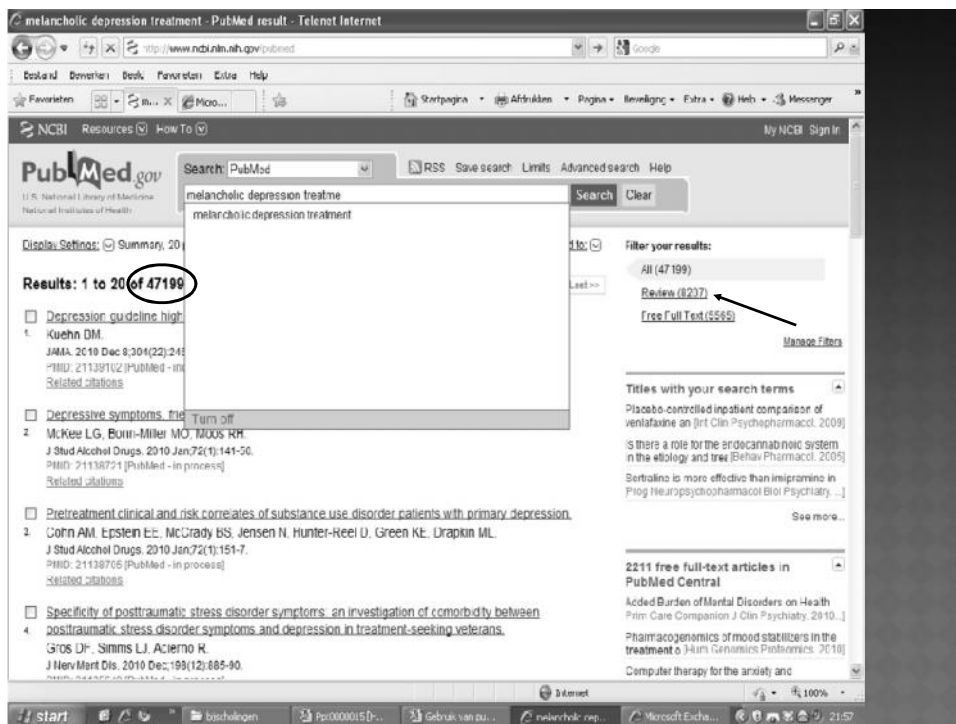 melancholic depression treatment - PubMed result - Telenet Internet
http://www.ncbi.nlm.nih.gov/pubmed
Google
Bestand Bewerken Beeld Favorieten Extra Help
Favorieten m... X Micro... Startpagina Afdrukken Pagina Beveiliging Extra Help Messenger
NCBI Resources How To My NCBI Sign In
PubMed.gov
U.S. National Library of Medicine
National Institutes of Health
Search: PubMed
RSS Save search Limits Advanced search Help
melancholic depression treatme
Search Clear
melancholic depression treatment
Turn off
Display Settings: Summary, 20
Results: 1 to 20 of 47199
Last >>
Depression guideline high
1. Kuehn BM.
JAMA. 2010 Dec 8;304(22):
PMID: 21139102 [PubMed - in
Related citations
Depressive symptoms,
2. McKee LG, Bonn-Miller MO, Moos RH.
J Stud Alcohol Drugs. 2010 Jan;72(1):141-50.
PMID: 21138721 [PubMed - in process]
Related citations
Pretreatment clinical and risk correlates of substance use disorder patients with primary depression.
3. Cohn AM, Epstein EE, McCrady BS, Jensen N, Hunter-Reel D, Green KE, Drapkin ML.
J Stud Alcohol Drugs. 2010 Jan;72(1):151-7.
PMID: 21138705 [PubMed - in process]
Related citations
Specificity of posttraumatic stress disorder symptoms: an investigation of comorbidity between
4. posttraumatic stress disorder symptoms and depression in treatment-seeking veterans.
Gros DF, Simms LJ, Acierno R.
J Nerv Ment Dis. 2010 Dec;198(12):885-90.
to:
Filter your results:
All (47199)
Review (8237)
Free Full Text (5565)
Manage Filters
Titles with your search terms
Placebo-controlled inpatient comparison of
venlafaxine an [Int Clin Psychopharmacol. 2009]
Is there a role for the endocannabinoid system
in the etiology and trea [Behav Pharmacol. 2005]
Sertraline is more effective than imipramine in
Prog Neuropsychopharmacol Biol Psychiatry. ...]
See more...
2211 free full-text articles in
PubMed Central
Added Burden of Mental Disorders on Health
Prim Care Companion J Clin Psychiatry. 2010...]
Pharmacogenomics of mood stabilizers in the
treatment o [Hum Genomics Proteomics. 2010]
Computer therapy for the anxiety and
Internet 100%
start bijscholingen Ppt0000015 [... Gebruik van pu... melancholic dep... Microsoft Excha... 21:57